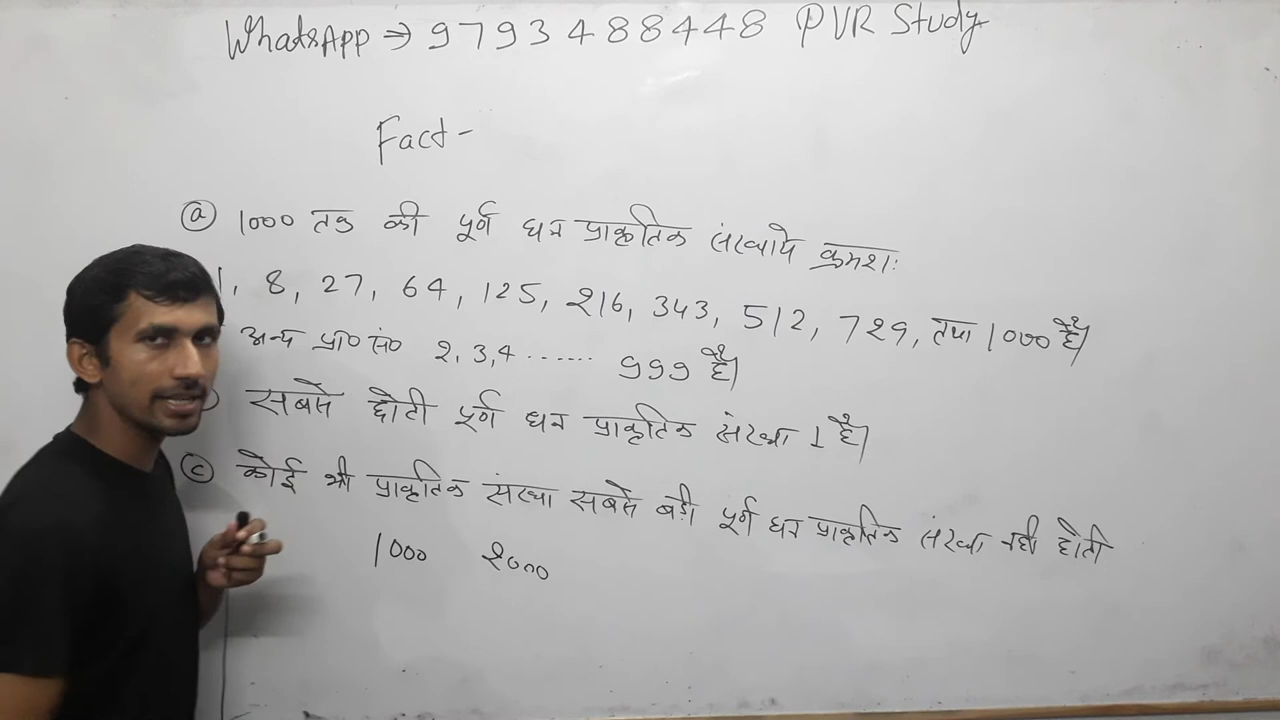 WhatsApp ⇒ 9793488448 PVR Study
Fact -
ⓐ 1000 तक की पूर्ण घन प्राकृतिक संख्याये क्रमशः
1, 8, 27, 64, 125, 216, 343, 512, 729, तथा 1000 है।
अन्य प्रा० सं० 2, 3, 4 ...... 999 है।
सबसे छोटी पूर्ण घन प्राकृतिक संख्या 1 है।
ⓒ कोई भी प्राकृतिक संख्या सबसे बड़ी पूर्ण घन प्राकृतिक संख्या नही होती
1000 2000